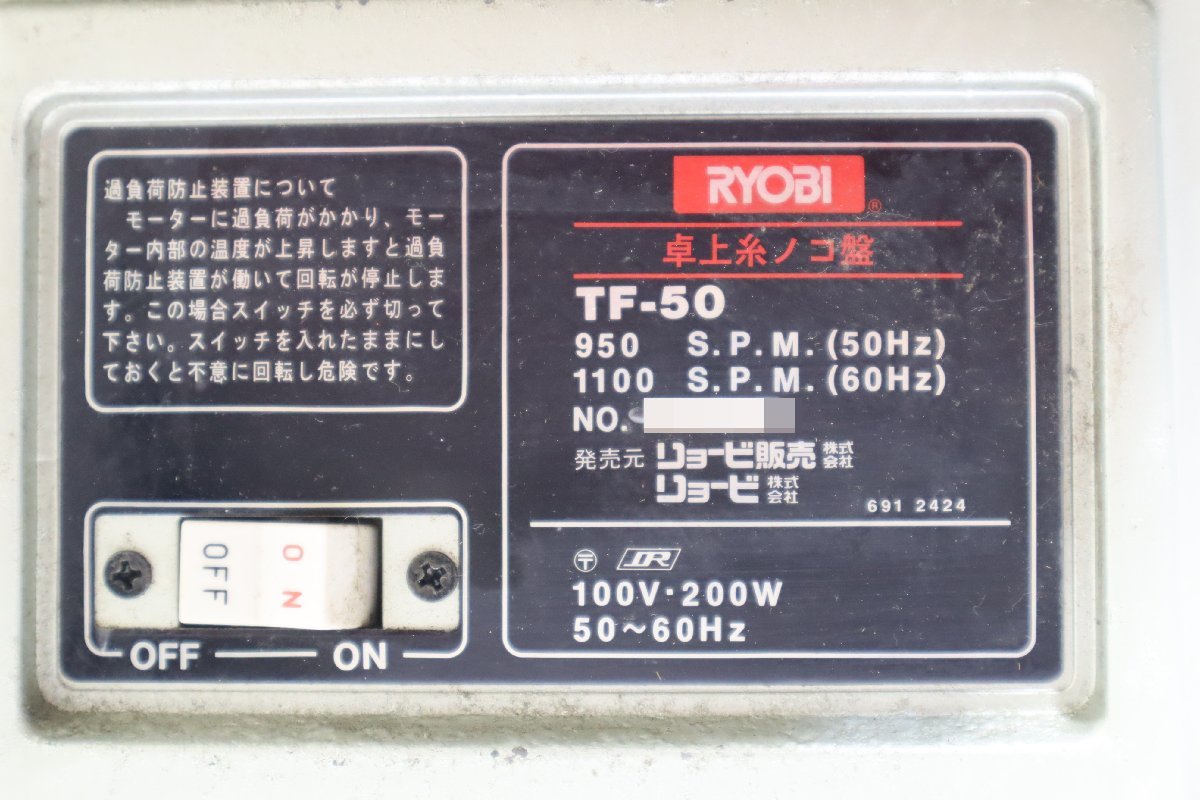 過負荷防止装置について
モーターに過負荷がかかり、モー
ター内部の温度が上昇しますと過負
荷防止装置が働いて回転が停止しま
す。この場合スイッチを必ず切って
下さい。スイッチを入れたままにし
ておくと不意に回転し危険です。
OFF ON
OFF ON
RYOBI®
卓上糸ノコ盤
TF-50
950 S.P.M.(50Hz)
1100 S.P.M.(60Hz)
NO.
発売元 リョービ販売 株式会社
リョービ 株式会社
691 2424
〒 DR
100V·200W
50～60Hz